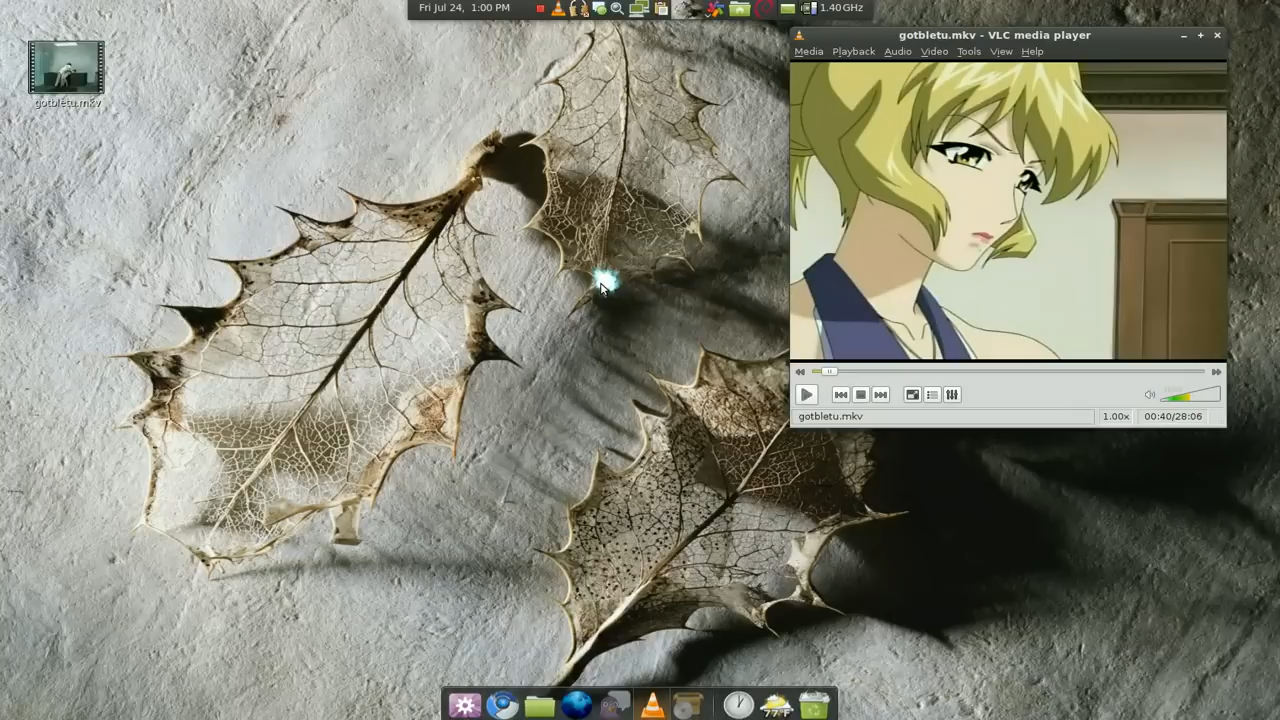 Fri Jul 24, 1:00 PM
1.40 GHz
gotbletu.mkv
gotbletu.mkv - VLC media player
Media Playback Audio Video Tools View Help
gotbletu.mkv
1.00x
00:40/28:06
77°F